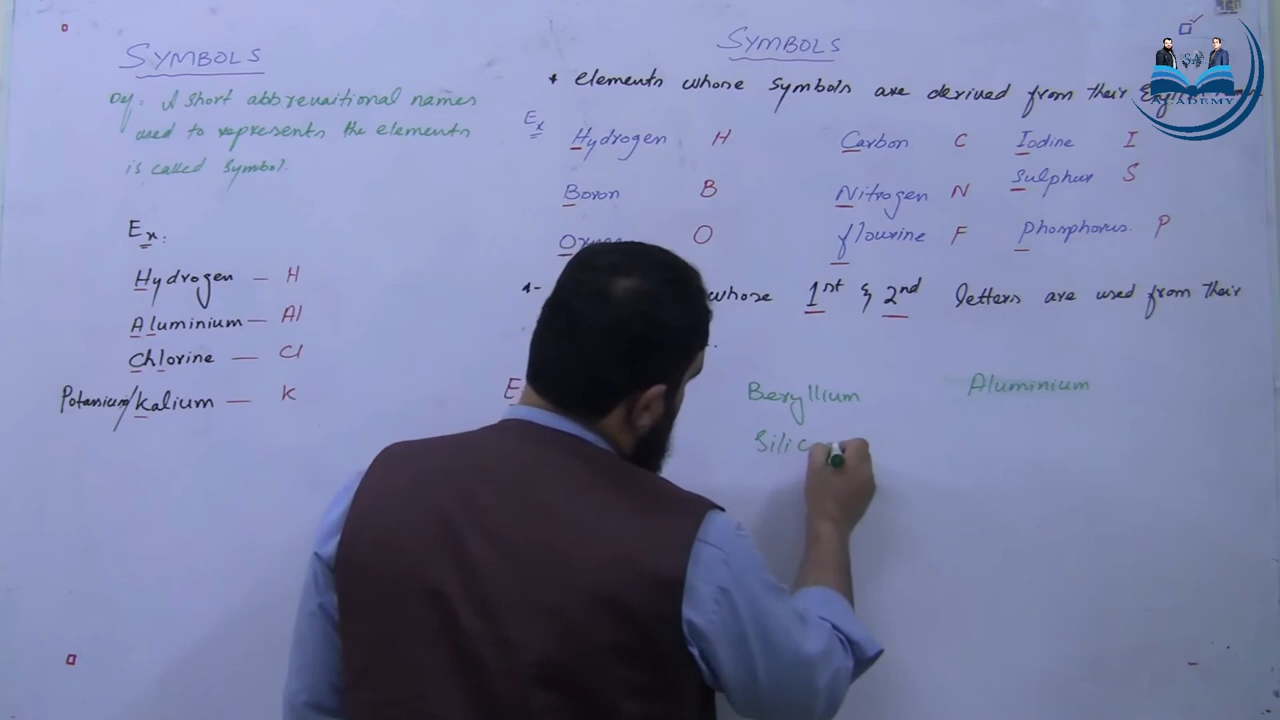 SYMBOLS
Def: A short abbrevaitional names
used to represents the elements
is called Symbol.
Ex:
Hydrogen — H
Aluminium — Al
Chlorine — Cl
Potassium/Kalium — K
SYMBOLS
* elements whose symbols are derived from their
Ex
Hydrogen H Carbon C Iodine I
Boron B Nitrogen N Sulphur S
O flourine F Phosphorus. P
whose 1st & 2nd letters are used from their
E Beryllium Aluminium
Silic
ACADEMY